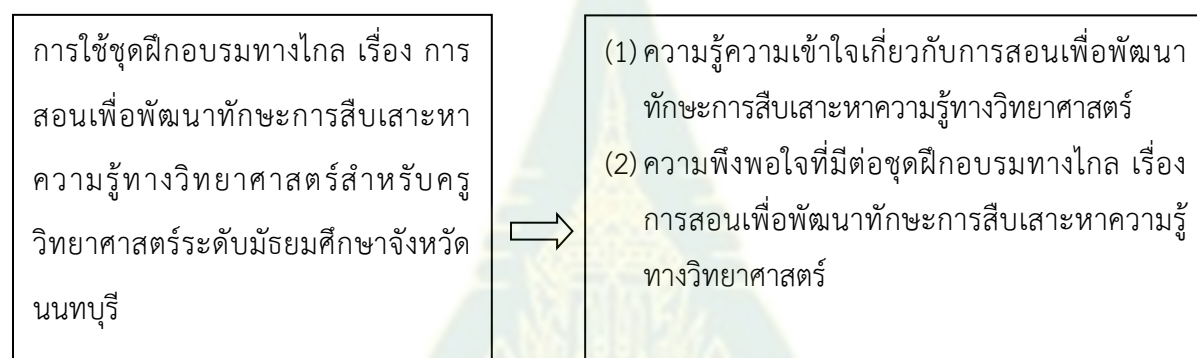 การใช้ชุดฝึกอบรมทางไกล เรื่อง การ
สอนเพื่อพัฒนาทักษะการสืบเสาะหา
ความรู้ทางวิทยาศาสตร์สำหรับครู
วิทยาศาสตร์ระดับมัธยมศึกษาจังหวัด
นนทบุรี
(1) ความรู้ความเข้าใจเกี่ยวกับการสอนเพื่อพัฒนา
ทักษะการสืบเสาะหาความรู้ทางวิทยาศาสตร์
(2) ความพึงพอใจที่มีต่อชุดฝึกอบรมทางไกล เรื่อง
การสอนเพื่อพัฒนาทักษะการสืบเสาะหาความรู้
ทางวิทยาศาสตร์